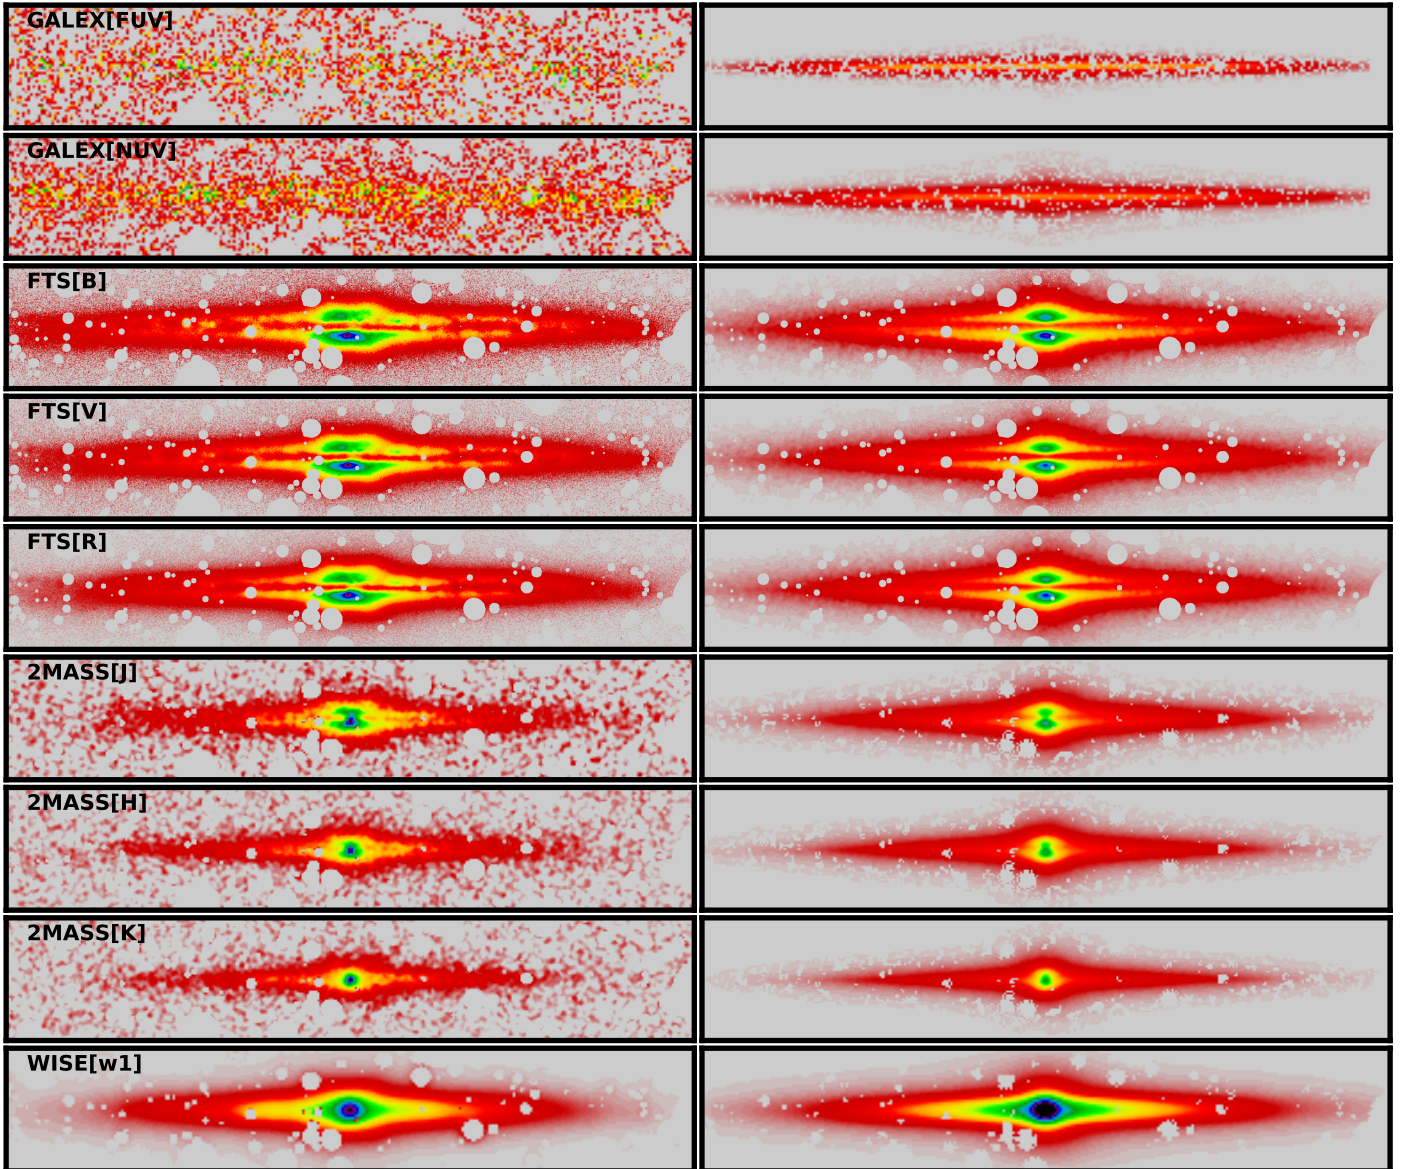 GALEX[FUV]
GALEX[NUV]
FTS[B]
FTS[V]
FTS[R]
2MASS[J]
2MASS[H]
2MASS[K]
WISE[w1]